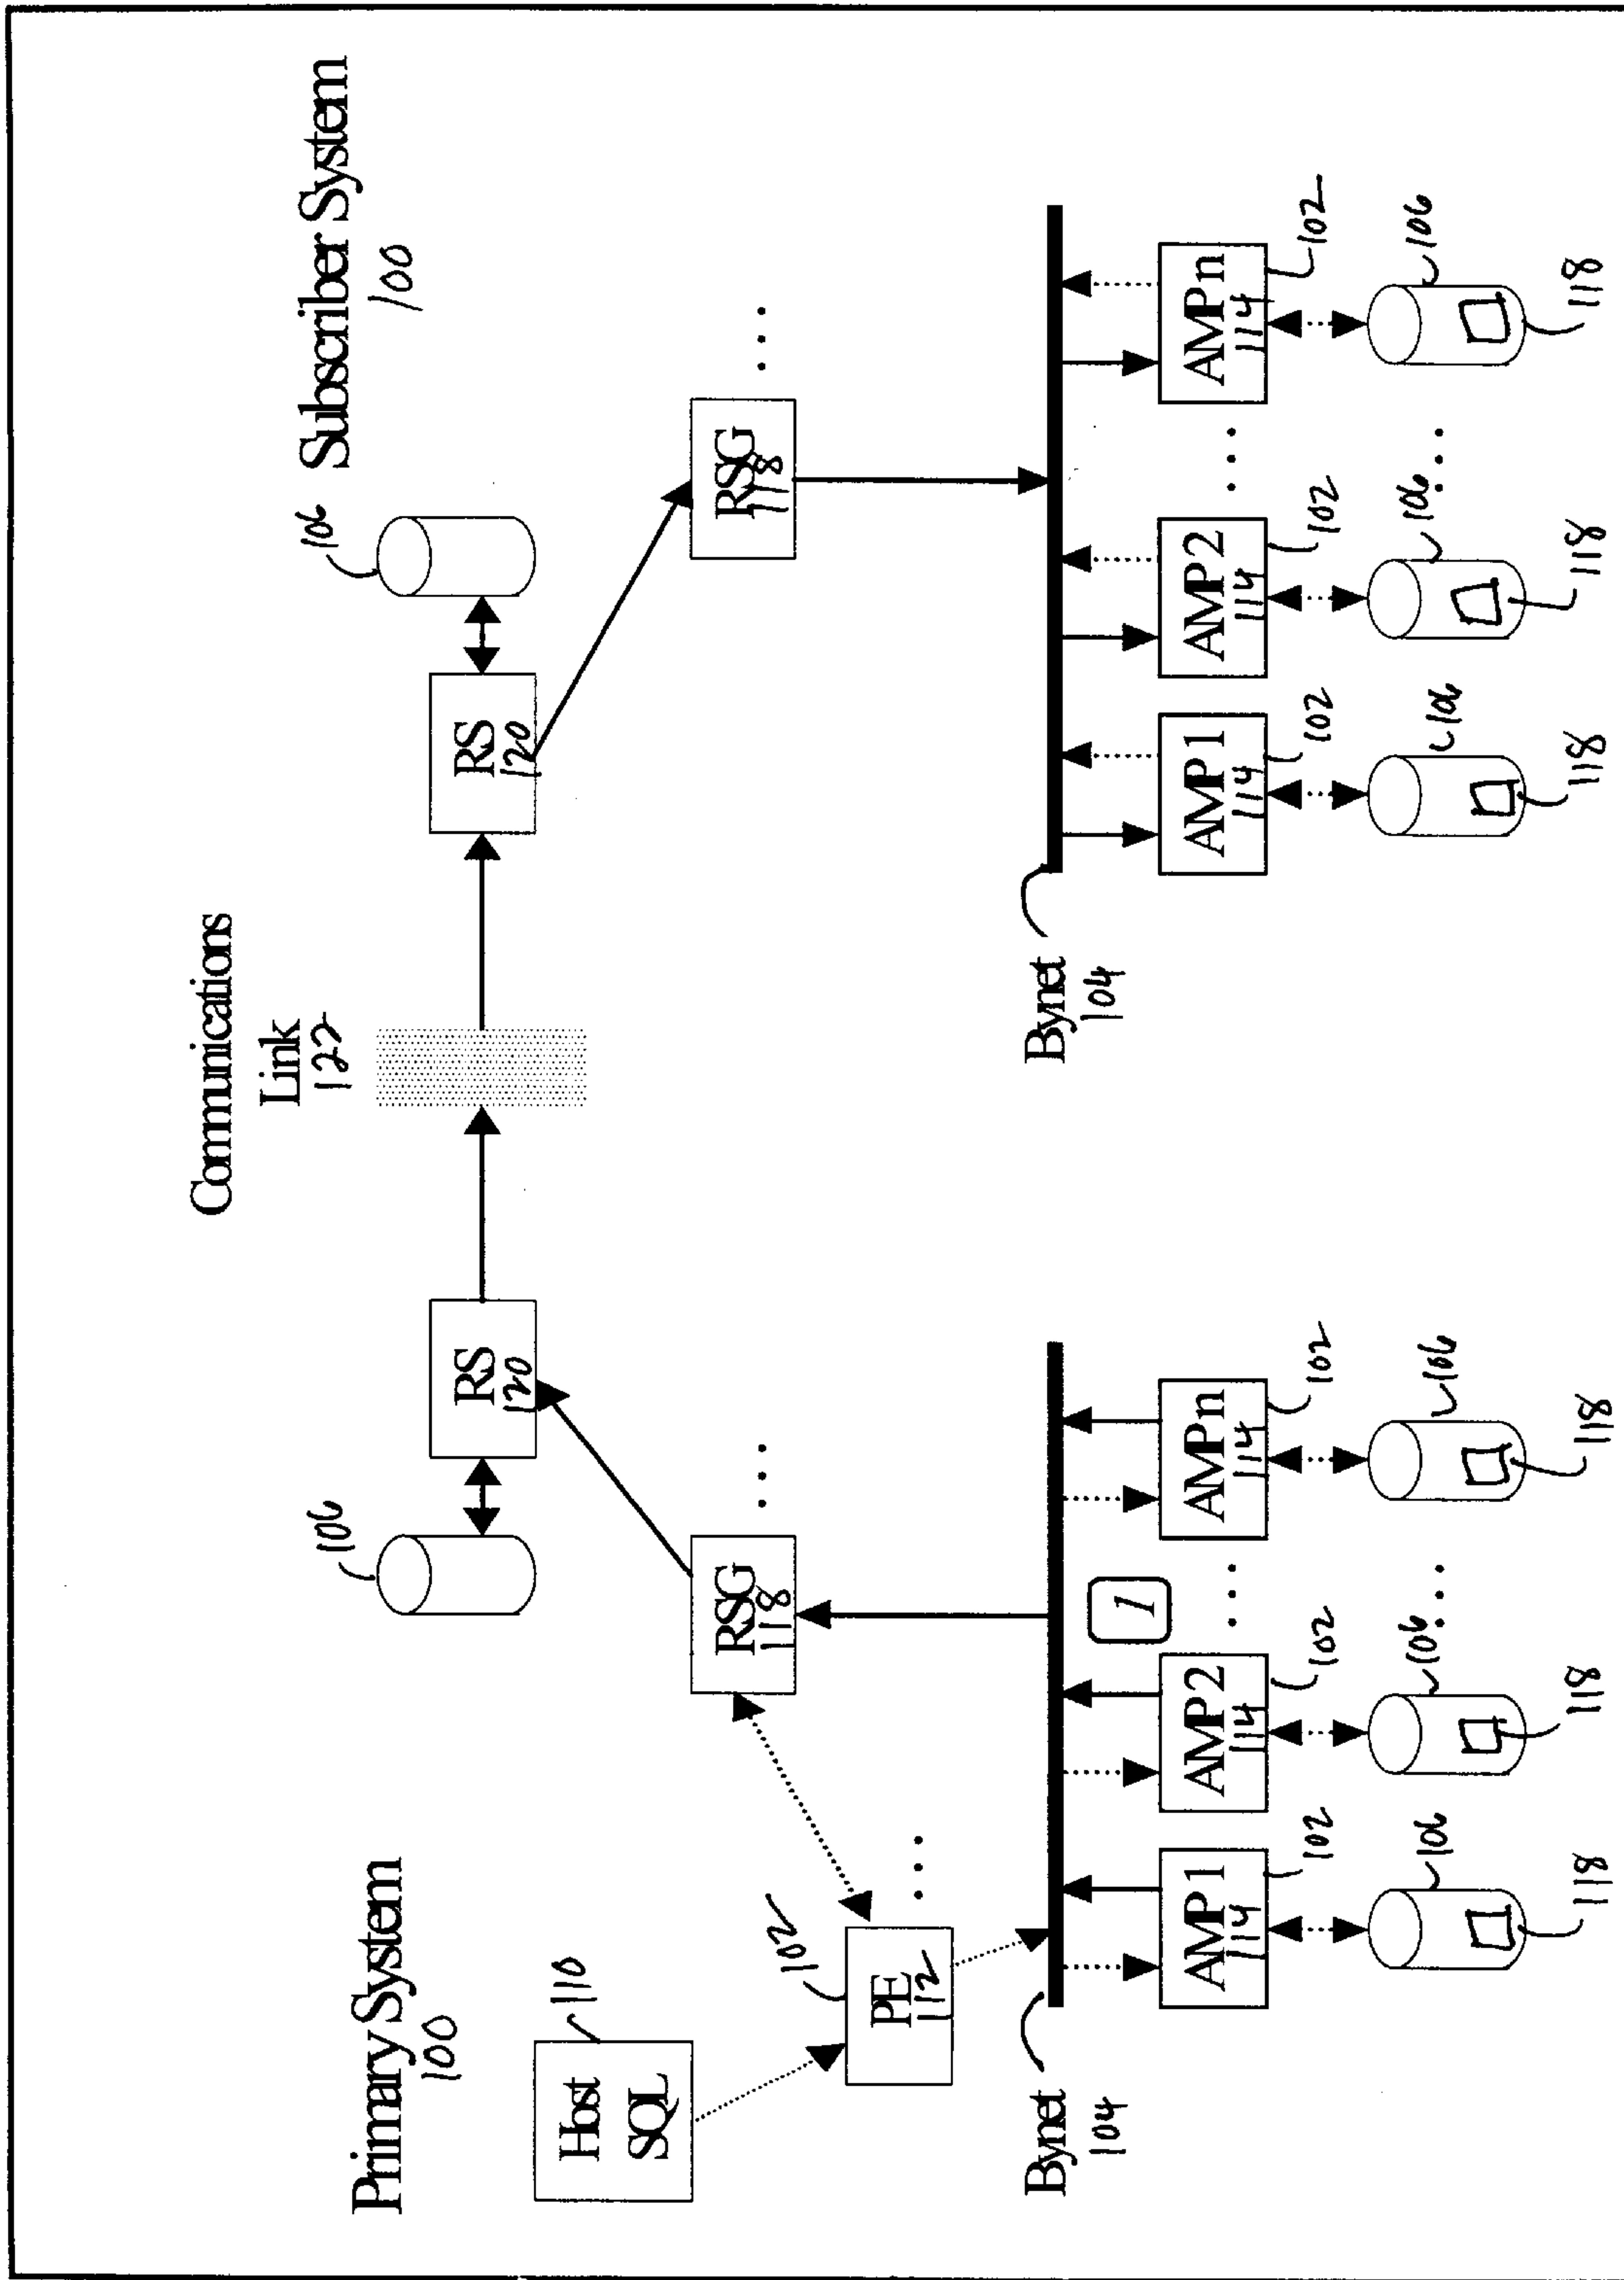 Communications
Link
122
Primary System
100
Subscriber System
100
106
106
RS
120
RS
120
Host
SQL
110
RSG
118
RSG
118
PE
112
102
Bynet
104
Bynet
104
1
AMP1
114
102
AMP2
114
102
AMPn
114
102
AMP1
114
102
AMP2
114
102
AMPn
114
102
106
106
106
106
106
106
118
118
118
118
118
118